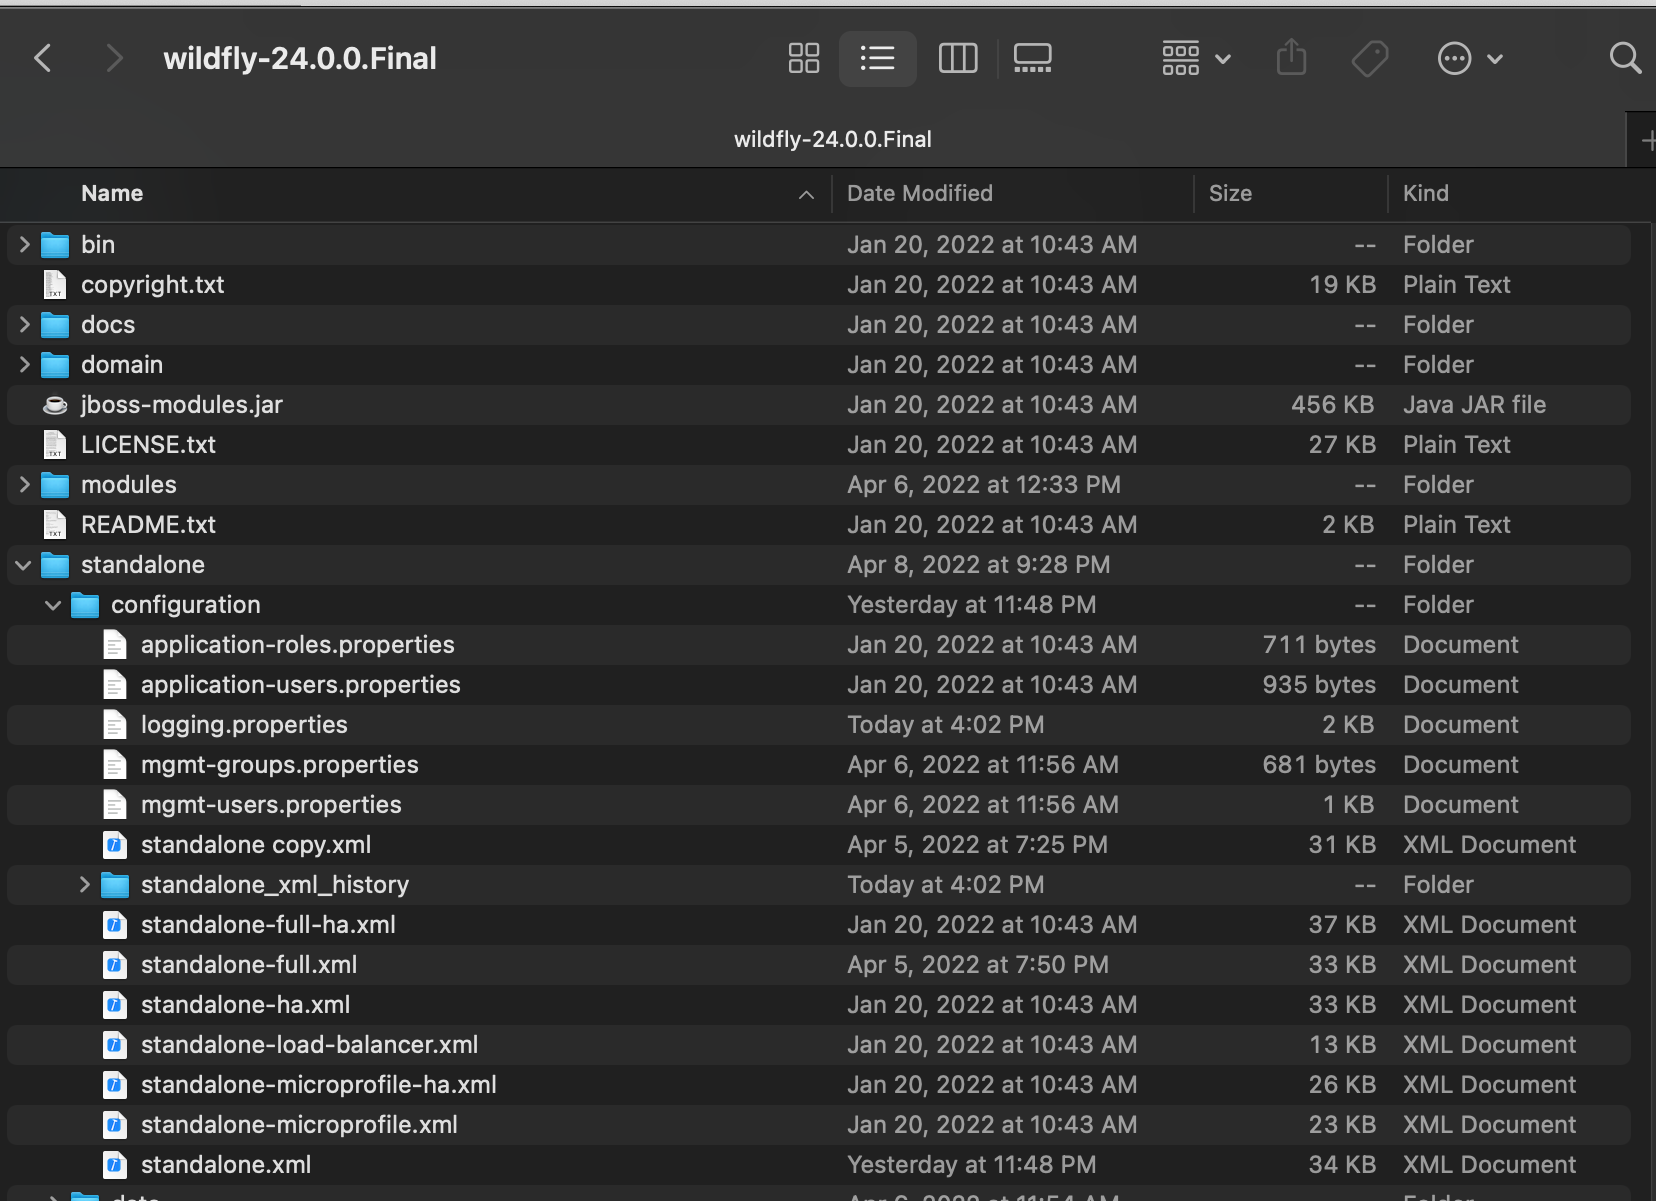 wildfly-24.0.0.Final
wildfly-24.0.0.Final
Name Date Modified Size Kind
bin Jan 20, 2022 at 10:43 AM -- Folder
copyright.txt Jan 20, 2022 at 10:43 AM 19 KB Plain Text
docs Jan 20, 2022 at 10:43 AM -- Folder
domain Jan 20, 2022 at 10:43 AM -- Folder
jboss-modules.jar Jan 20, 2022 at 10:43 AM 456 KB Java JAR file
LICENSE.txt Jan 20, 2022 at 10:43 AM 27 KB Plain Text
modules Apr 6, 2022 at 12:33 PM -- Folder
README.txt Jan 20, 2022 at 10:43 AM 2 KB Plain Text
standalone Apr 8, 2022 at 9:28 PM -- Folder
configuration Yesterday at 11:48 PM -- Folder
application-roles.properties Jan 20, 2022 at 10:43 AM 711 bytes Document
application-users.properties Jan 20, 2022 at 10:43 AM 935 bytes Document
logging.properties Today at 4:02 PM 2 KB Document
mgmt-groups.properties Apr 6, 2022 at 11:56 AM 681 bytes Document
mgmt-users.properties Apr 6, 2022 at 11:56 AM 1 KB Document
standalone copy.xml Apr 5, 2022 at 7:25 PM 31 KB XML Document
standalone_xml_history Today at 4:02 PM -- Folder
standalone-full-ha.xml Jan 20, 2022 at 10:43 AM 37 KB XML Document
standalone-full.xml Apr 5, 2022 at 7:50 PM 33 KB XML Document
standalone-ha.xml Jan 20, 2022 at 10:43 AM 33 KB XML Document
standalone-load-balancer.xml Jan 20, 2022 at 10:43 AM 13 KB XML Document
standalone-microprofile-ha.xml Jan 20, 2022 at 10:43 AM 26 KB XML Document
standalone-microprofile.xml Jan 20, 2022 at 10:43 AM 23 KB XML Document
standalone.xml Yesterday at 11:48 PM 34 KB XML Document